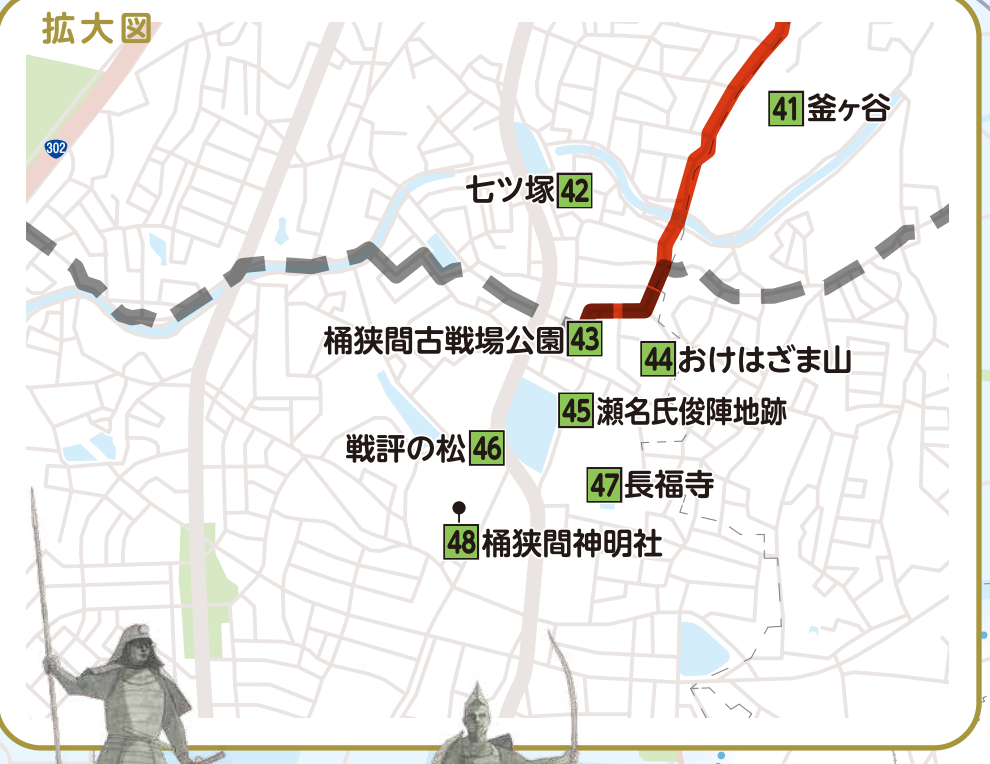 拡大図
302
41 釜ヶ谷
七ツ塚 42
桶狭間古戦場公園 43
44 おけはざま山
45 瀬名氏俊陣地跡
戦評の松 46
47 長福寺
48 桶狭間神明社